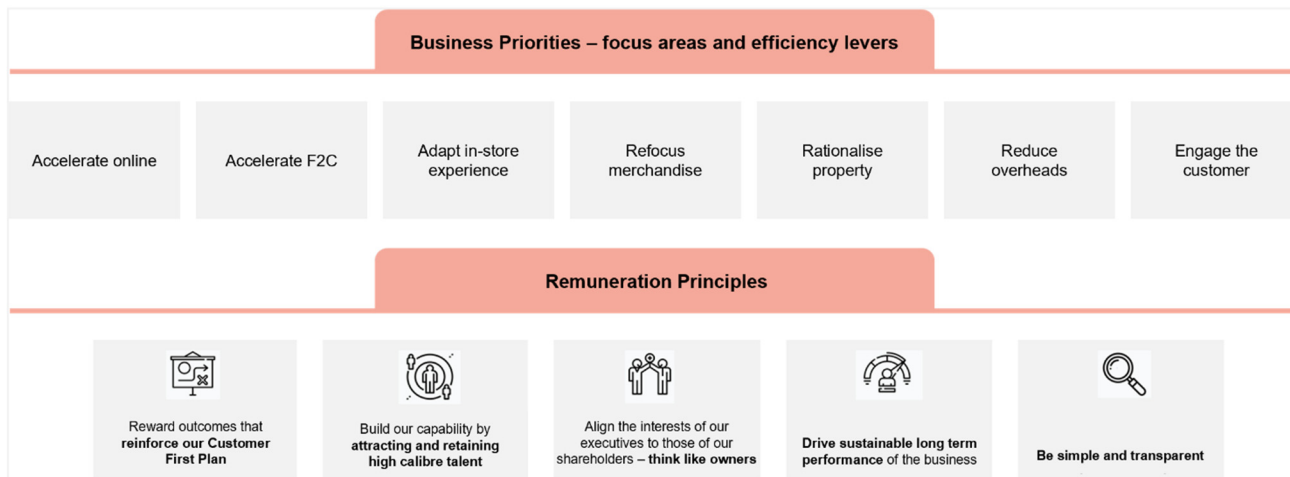 Business Priorities – focus areas and efficiency levers
Accelerate online
Accelerate F2C
Adapt in-store
experience
Refocus
merchandise
Rationalise
property
Reduce
overheads
Engage the
customer
Remuneration Principles
Reward outcomes that
reinforce our Customer
First Plan
Build our capability by
attracting and retaining
high calibre talent
Align the interests of our
executives to those of our
shareholders – think like owners
Drive sustainable long term
performance of the business
Be simple and transparent